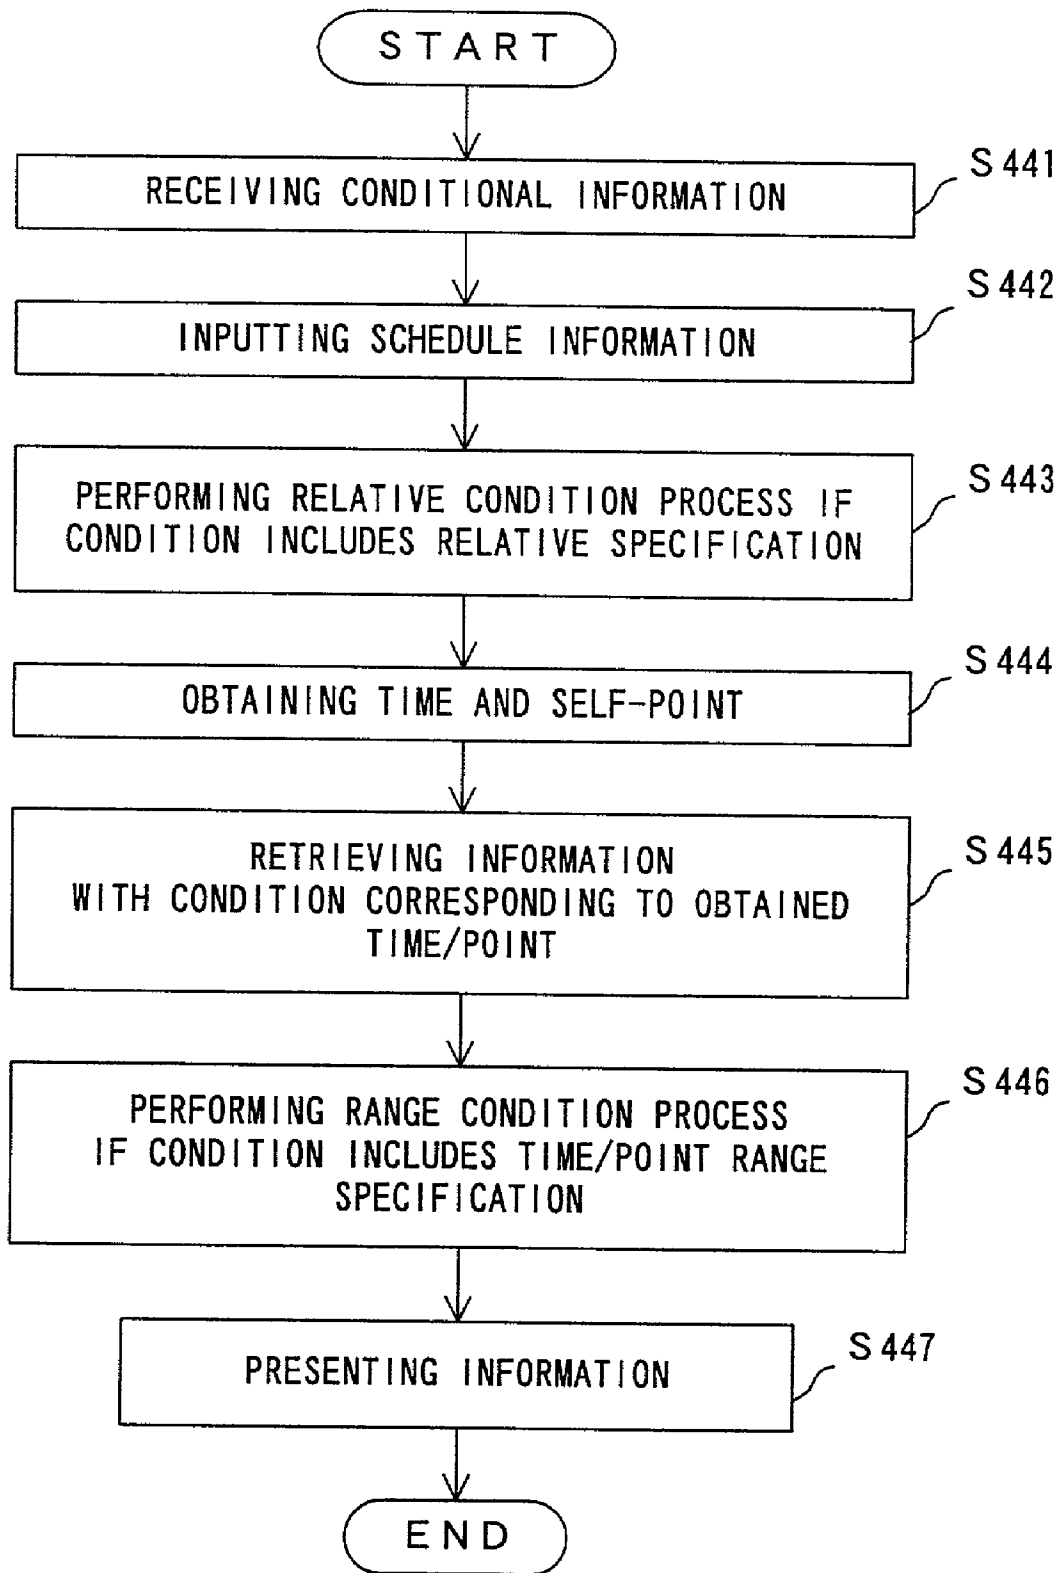 START
RECEIVING CONDITIONAL INFORMATION
S441
INPUTTING SCHEDULE INFORMATION
S442
PERFORMING RELATIVE CONDITION PROCESS IF
CONDITION INCLUDES RELATIVE SPECIFICATION
S443
OBTAINING TIME AND SELF-POINT
S444
RETRIEVING INFORMATION
WITH CONDITION CORRESPONDING TO OBTAINED
TIME/POINT
S445
PERFORMING RANGE CONDITION PROCESS
IF CONDITION INCLUDES TIME/POINT RANGE
SPECIFICATION
S446
PRESENTING INFORMATION
S447
END